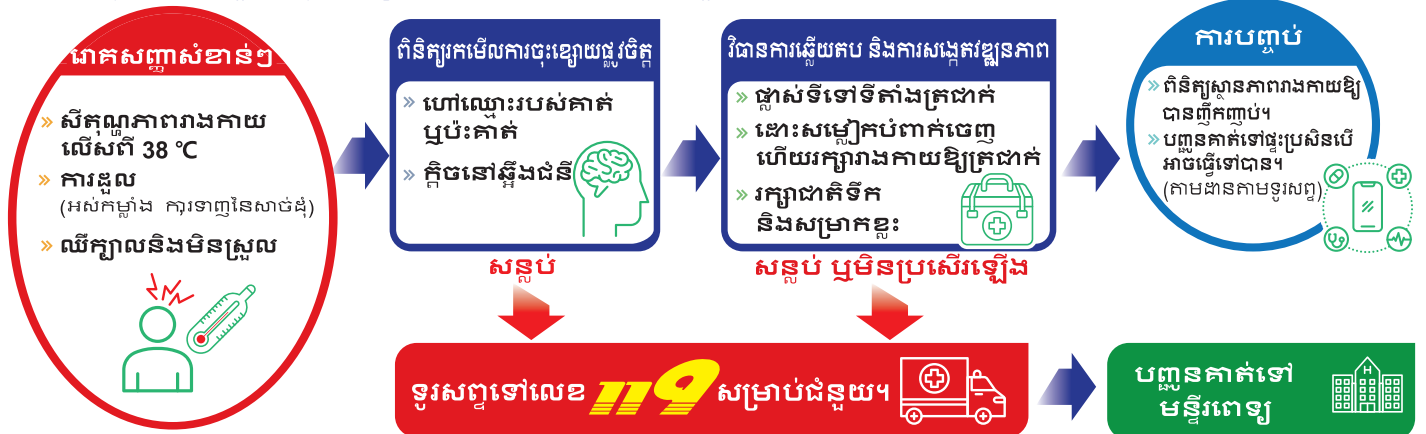 រោគសញ្ញាសំខាន់ៗ
» សីតុណ្ហភាពរាងកាយ
លើសពី 38 ℃
» ការដួល
(អស់កម្លាំង ការទាញនៃសាច់ដុំ)
» ឈឺក្បាលនិងមិនស្រួល
ពិនិត្យរកមើលការចុះខ្សោយផ្លូវចិត្ត
» ហៅឈ្មោះរបស់គាត់
ឬប៉ះគាត់
» ក្តិចនៅឆ្អឹងជំនី
សន្លប់
វិធានការឆ្លើយតប និងការសង្កេតវឌ្ឍនភាព
» ផ្លាស់ទីទៅទីតាំងត្រជាក់
» ដោះសម្លៀកបំពាក់ចេញ
ហើយរក្សារាងកាយឱ្យត្រជាក់
» រក្សាជាតិទឹក
និងសម្រាកខ្លះ
សន្លប់ ឬមិនប្រសើរឡើង
ការបញ្ចប់
» ពិនិត្យស្ថានភាពរាងកាយឱ្យ
បានញឹកញាប់។
» បញ្ជូនគាត់ទៅផ្ទះប្រសិនបើ
អាចធ្វើទៅបាន។
(តាមដានតាមទូរសព្ទ)
ទូរសព្ទទៅលេខ 119 សម្រាប់ជំនួយ។
បញ្ជូនគាត់ទៅ
មន្ទីរពេទ្យ
H